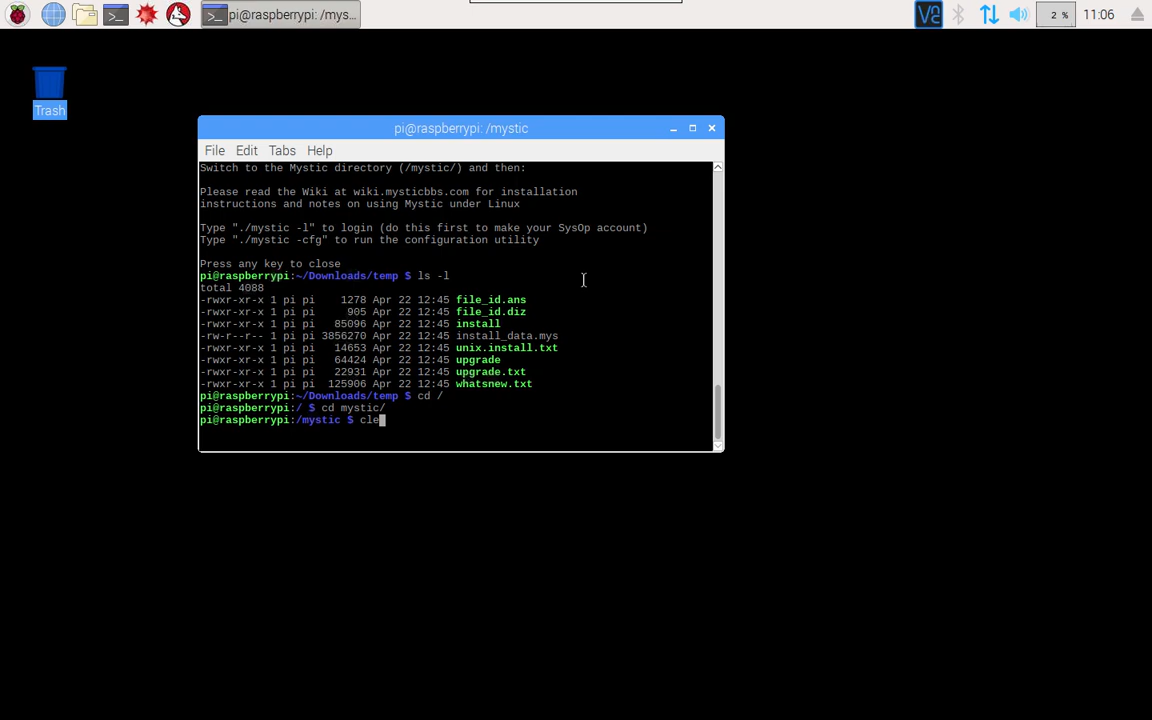 pi@raspberrypi: /mys...
2 %
11:06
Trash
pi@raspberrypi: /mystic
File Edit Tabs Help
Switch to the Mystic directory (/mystic/) and then:
Please read the Wiki at wiki.mysticbbs.com for installation
instructions and notes on using Mystic under Linux
Type "./mystic -l" to login (do this first to make your SysOp account)
Type "./mystic -cfg" to run the configuration utility
Press any key to close
pi@raspberrypi:~/Downloads/temp $ ls -l
total 4088
-rwxr-xr-x 1 pi pi    1278 Apr 22 12:45 file_id.ans
-rwxr-xr-x 1 pi pi     905 Apr 22 12:45 file_id.diz
-rwxr-xr-x 1 pi pi   85096 Apr 22 12:45 install
-rw-r--r-- 1 pi pi 3856270 Apr 22 12:45 install_data.mys
-rwxr-xr-x 1 pi pi   14653 Apr 22 12:45 unix.install.txt
-rwxr-xr-x 1 pi pi   64424 Apr 22 12:45 upgrade
-rwxr-xr-x 1 pi pi   22931 Apr 22 12:45 upgrade.txt
-rwxr-xr-x 1 pi pi  125906 Apr 22 12:45 whatsnew.txt
pi@raspberrypi:~/Downloads/temp $ cd /
pi@raspberrypi:/ $ cd mystic/
pi@raspberrypi:/mystic $ cle